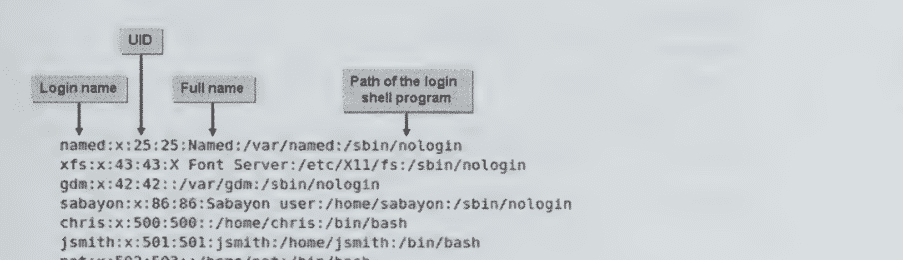 UID
Login name
Full name
Path of the login
shell program
named:x:25:25:Named:/var/named:/sbin/nologin
xfs:x:43:43:X Font Server:/etc/X11/fs:/sbin/nologin
gdm:x:42:42::/var/gdm:/sbin/nologin
sabayon:x:86:86:Sabayon user:/home/sabayon:/sbin/nologin
chris:x:500:500::/home/chris:/bin/bash
jsmith:x:501:501:jsmith:/home/jsmith:/bin/bash